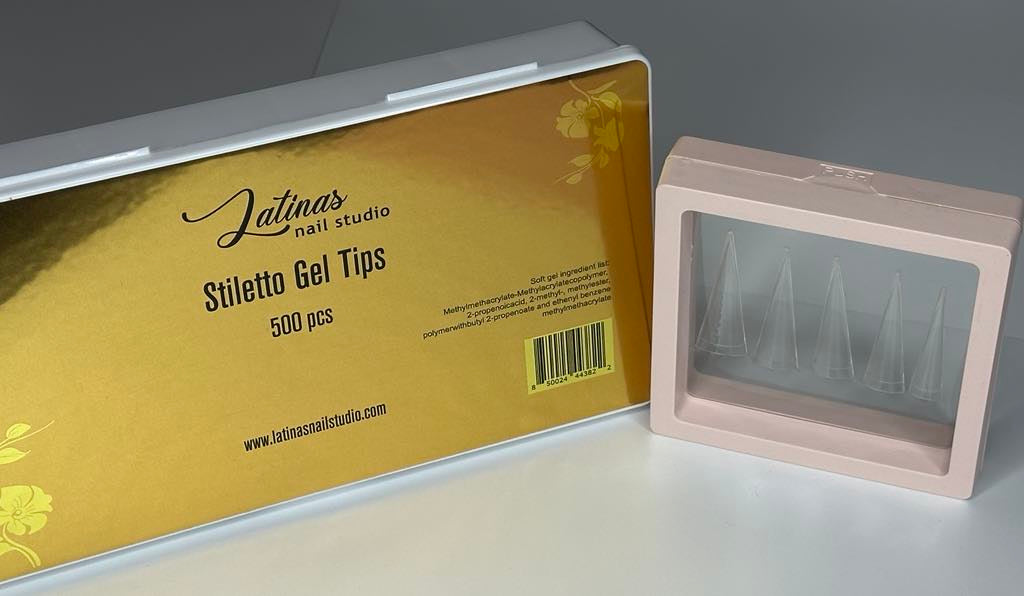 Latinas
nail studio
Stiletto Gel Tips
500 pcs
Soft gel ingredient list:
Methylmethacrylate-Methylacrylatecopolymer,
2-propenoicacid, 2-methyl-, methylester,
polymerwithbutyl 2-propenoate and ethenyl benzene
methylmethacrylate
8 50024 44382 2
www.latinasnailstudio.com
PUSH